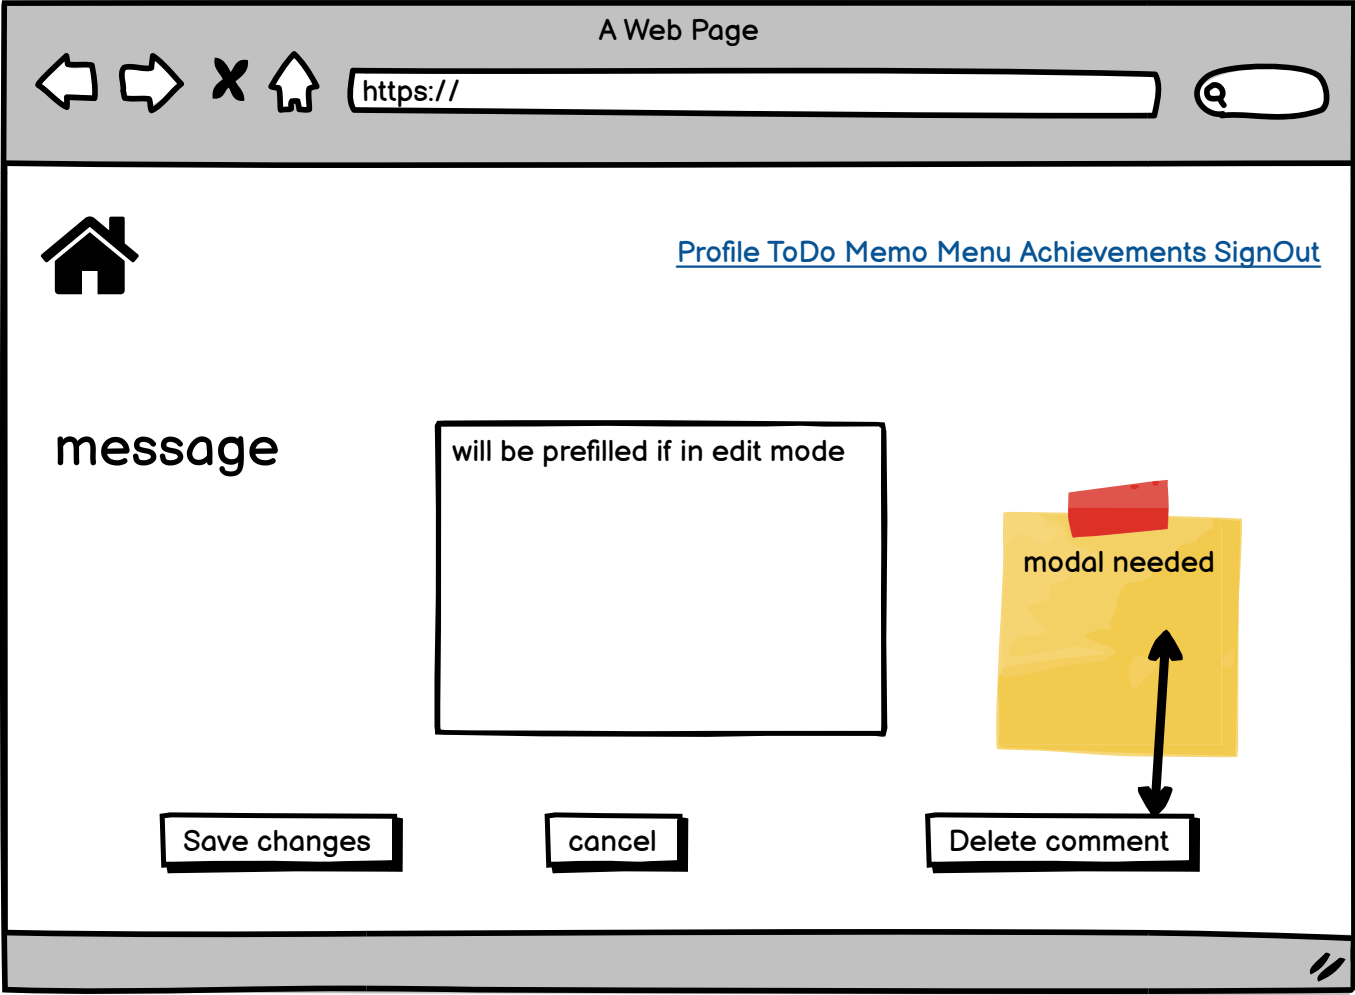 A Web Page
https://
Profile ToDo Memo Menu Achievements SignOut
message
will be prefilled if in edit mode
modal needed
Save changes
cancel
Delete comment